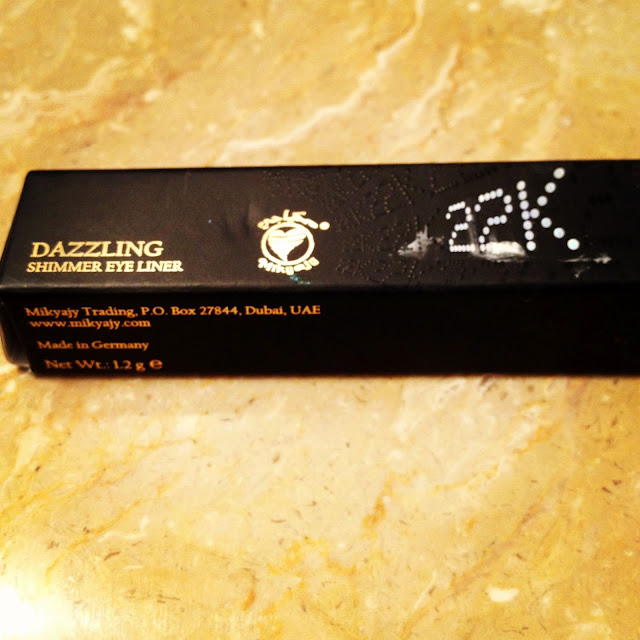 DAZZLING
SHIMMER EYE LINER
Mikyajy Trading, P.O. Box 27844, Dubai, UAE
www.mikyajy.com
Made in Germany
Net Wt.: 1.2 g e